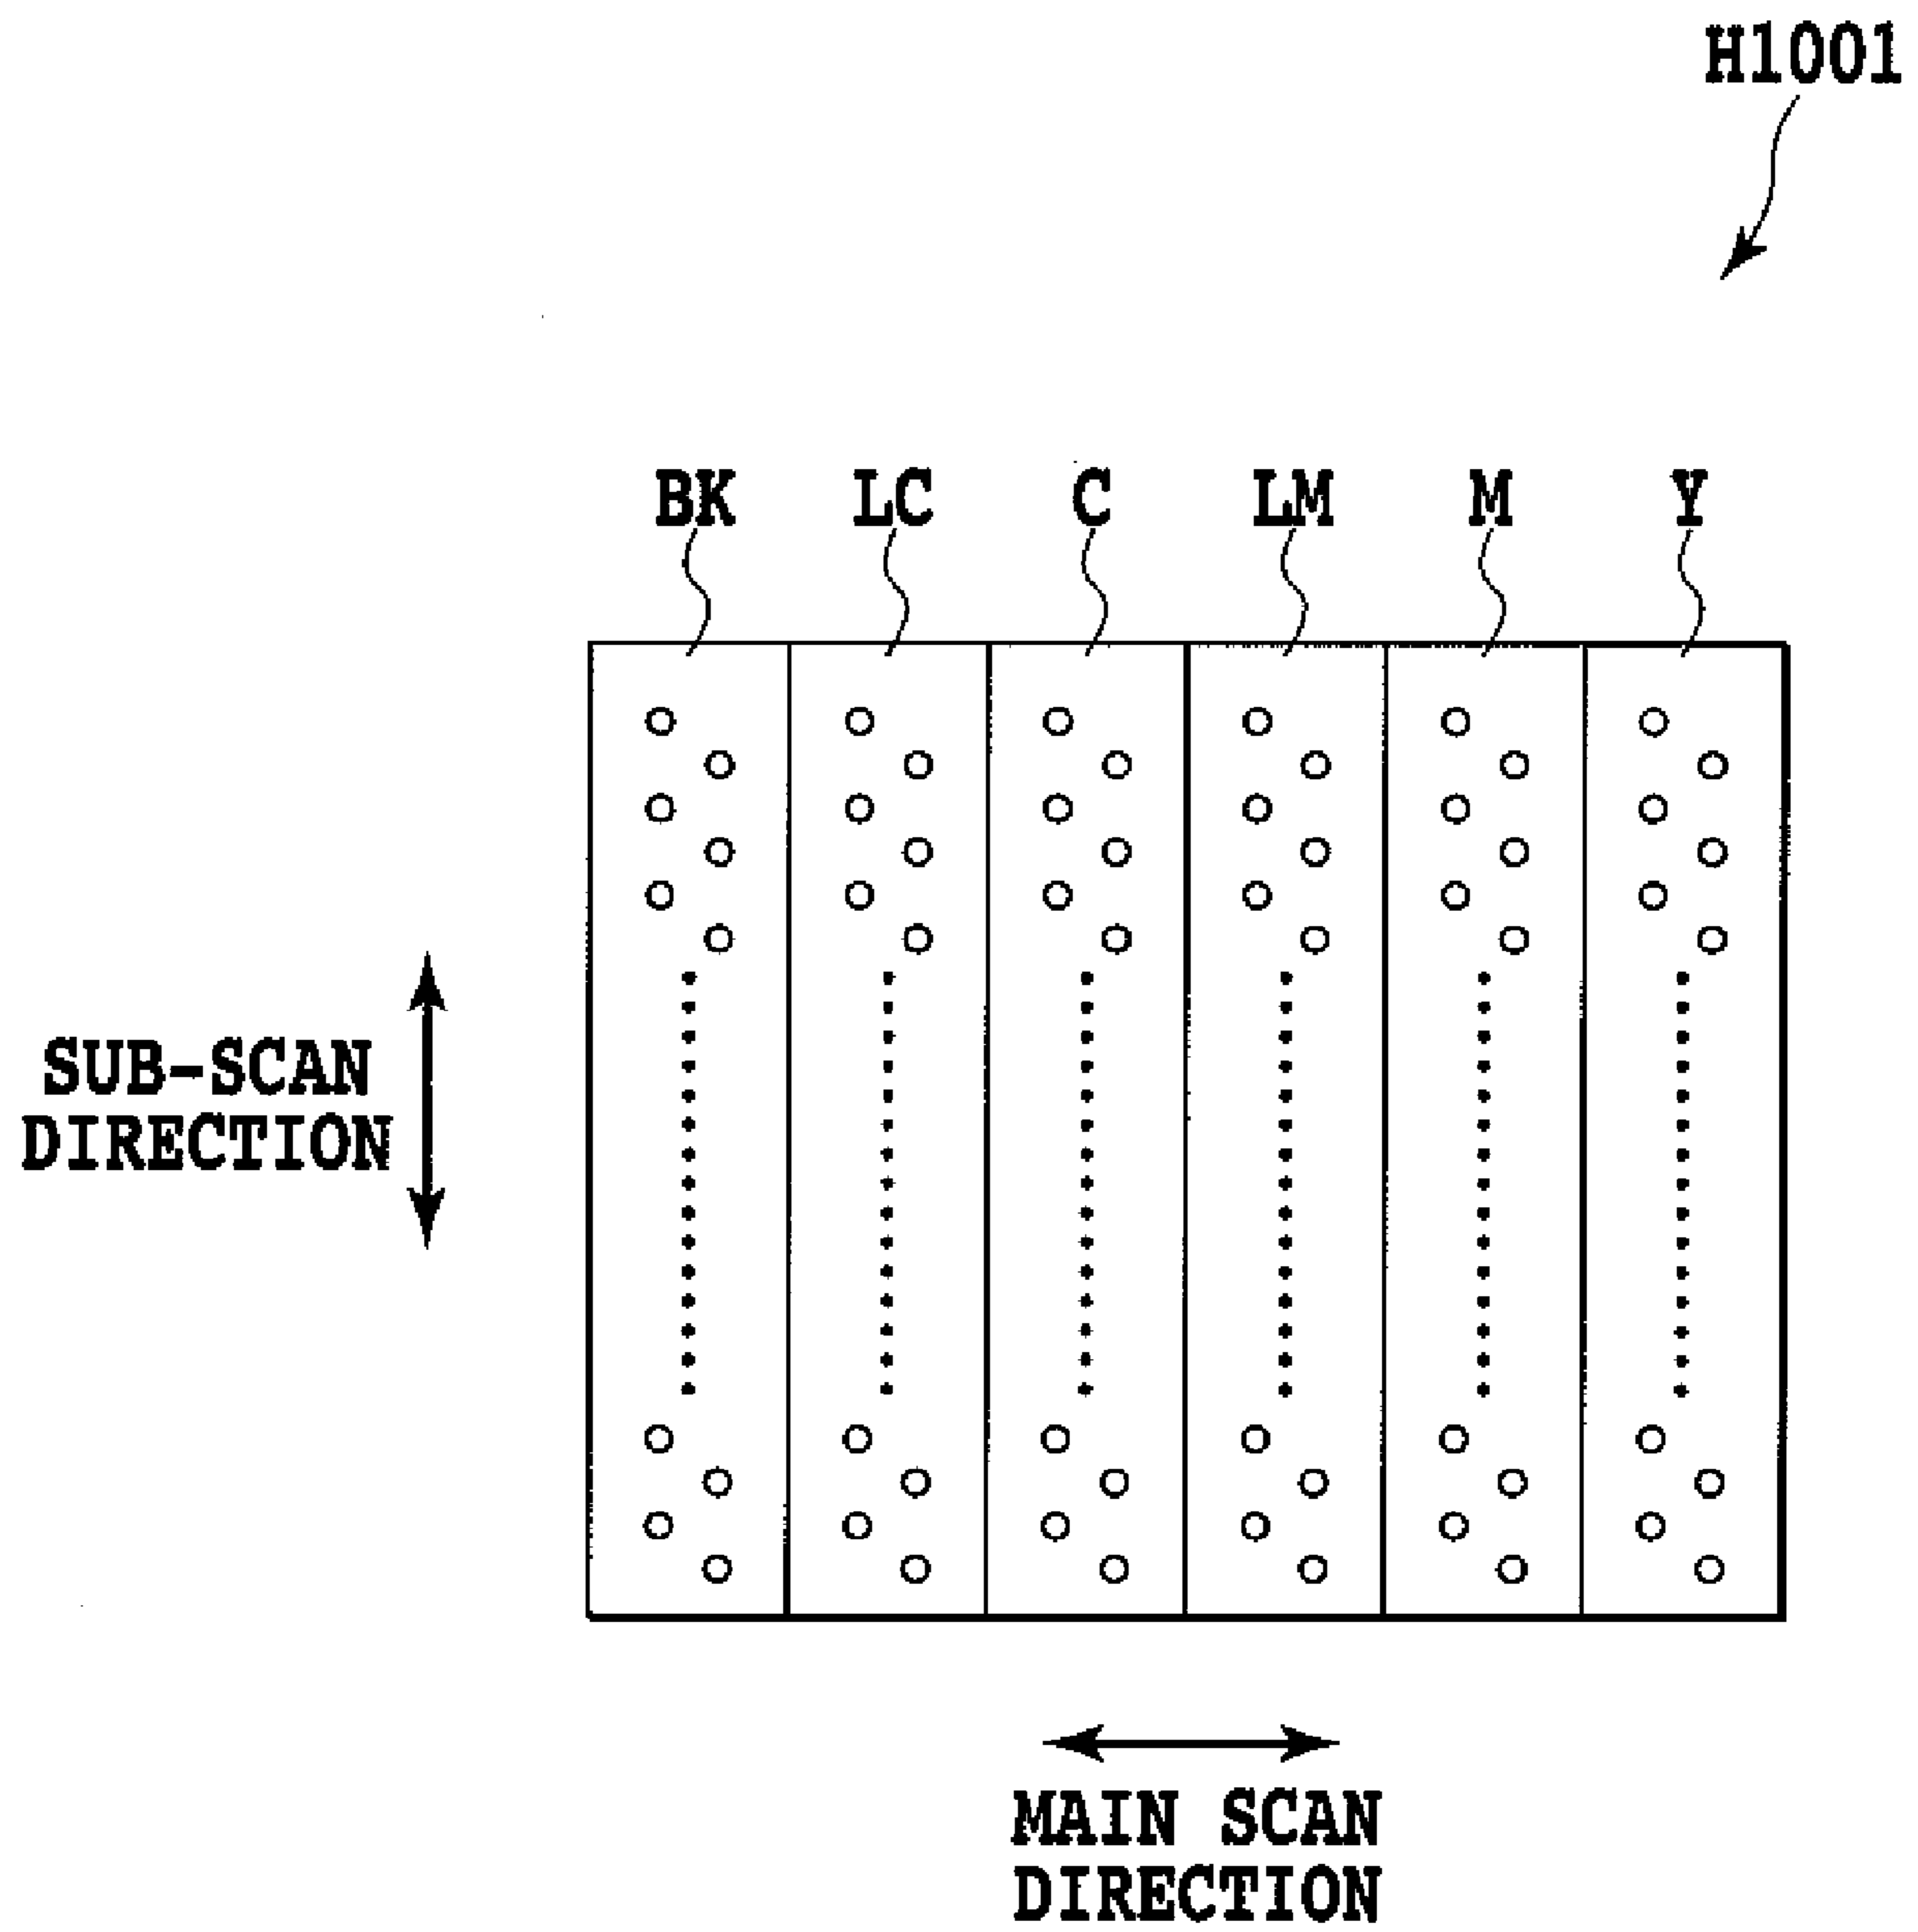 H1001
BK LC C LM M Y
SUB-SCAN
DIRECTION
MAIN SCAN
DIRECTION